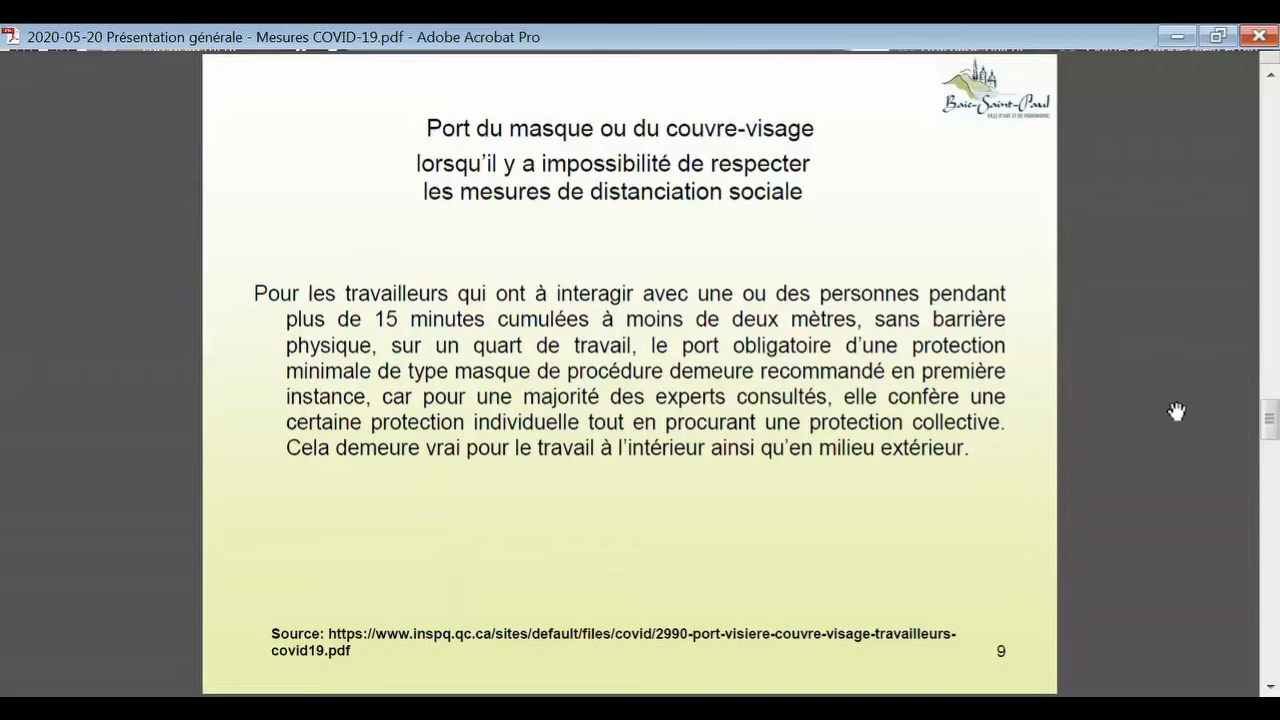 2020-05-20 Présentation générale - Mesures COVID-19.pdf - Adobe Acrobat Pro
Baie-Saint-Paul
VILLE D'ART ET DE PATRIMOINE
Port du masque ou du couvre-visage
lorsqu'il y a impossibilité de respecter
les mesures de distanciation sociale
Pour les travailleurs qui ont à interagir avec une ou des personnes pendant
plus de 15 minutes cumulées à moins de deux mètres, sans barrière
physique, sur un quart de travail, le port obligatoire d'une protection
minimale de type masque de procédure demeure recommandé en première
instance, car pour une majorité des experts consultés, elle confère une
certaine protection individuelle tout en procurant une protection collective.
Cela demeure vrai pour le travail à l'intérieur ainsi qu'en milieu extérieur.
Source: https://www.inspq.qc.ca/sites/default/files/covid/2990-port-visiere-couvre-visage-travailleurs-
covid19.pdf
9